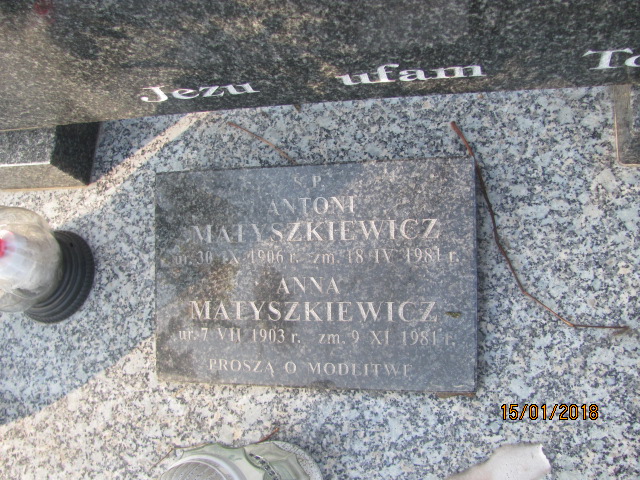 Jezu ufam To
Ś. P.
ANTONI
MATYSZKIEWICZ
ur. 30 IX 1906 r. zm. 18 IV 1981 r.
ANNA
MATYSZKIEWICZ
ur. 7 VII 1903 r. zm. 9 XI 1981 r.
PROSZĄ O MODLITWĘ
15/01/2018